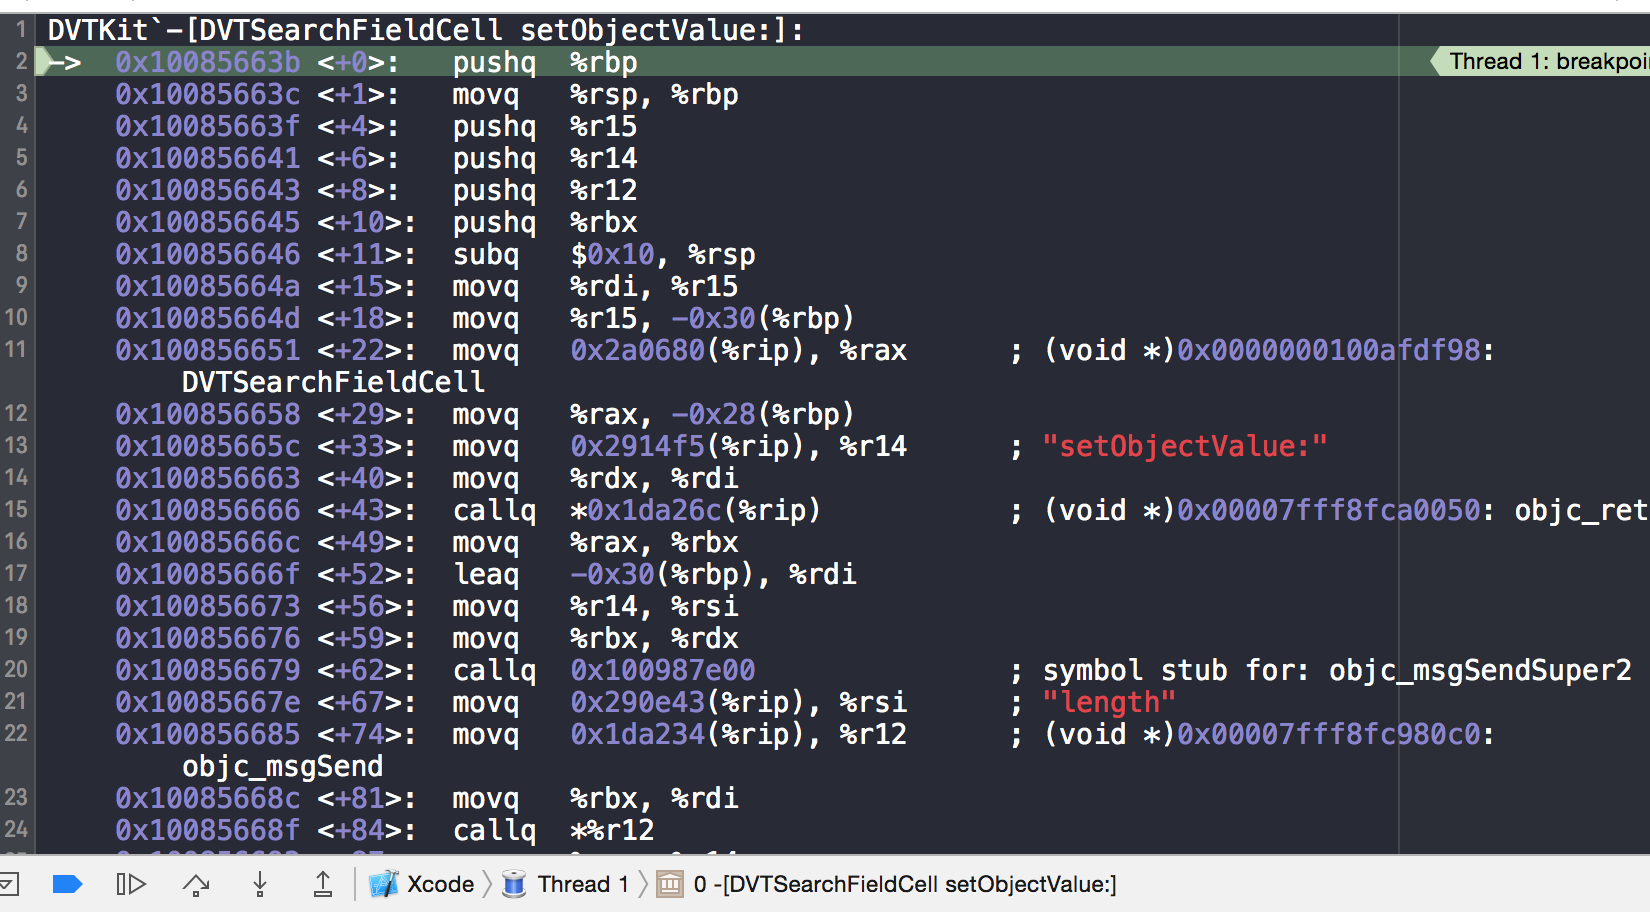 1 DVTKit`-[DVTSearchFieldCell setObjectValue:]:
2 -> 0x10085663b <+0>: pushq %rbp Thread 1: breakpoi
3 0x10085663c <+1>: movq %rsp, %rbp
4 0x10085663f <+4>: pushq %r15
5 0x100856641 <+6>: pushq %r14
6 0x100856643 <+8>: pushq %r12
7 0x100856645 <+10>: pushq %rbx
8 0x100856646 <+11>: subq $0x10, %rsp
9 0x10085664a <+15>: movq %rdi, %r15
10 0x10085664d <+18>: movq %r15, -0x30(%rbp)
11 0x100856651 <+22>: movq 0x2a0680(%rip), %rax ; (void *)0x0000000100afdf98:
DVTSearchFieldCell
12 0x100856658 <+29>: movq %rax, -0x28(%rbp)
13 0x10085665c <+33>: movq 0x2914f5(%rip), %r14 ; "setObjectValue:"
14 0x100856663 <+40>: movq %rdx, %rdi
15 0x100856666 <+43>: callq *0x1da26c(%rip) ; (void *)0x00007fff8fca0050: objc_ret
16 0x10085666c <+49>: movq %rax, %rbx
17 0x10085666f <+52>: leaq -0x30(%rbp), %rdi
18 0x100856673 <+56>: movq %r14, %rsi
19 0x100856676 <+59>: movq %rbx, %rdx
20 0x100856679 <+62>: callq 0x100987e00 ; symbol stub for: objc_msgSendSuper2
21 0x10085667e <+67>: movq 0x290e43(%rip), %rsi ; "length"
22 0x100856685 <+74>: movq 0x1da234(%rip), %r12 ; (void *)0x00007fff8fc980c0:
objc_msgSend
23 0x10085668c <+81>: movq %rbx, %rdi
24 0x10085668f <+84>: callq *%r12
Xcode Thread 1 0 -[DVTSearchFieldCell setObjectValue:]